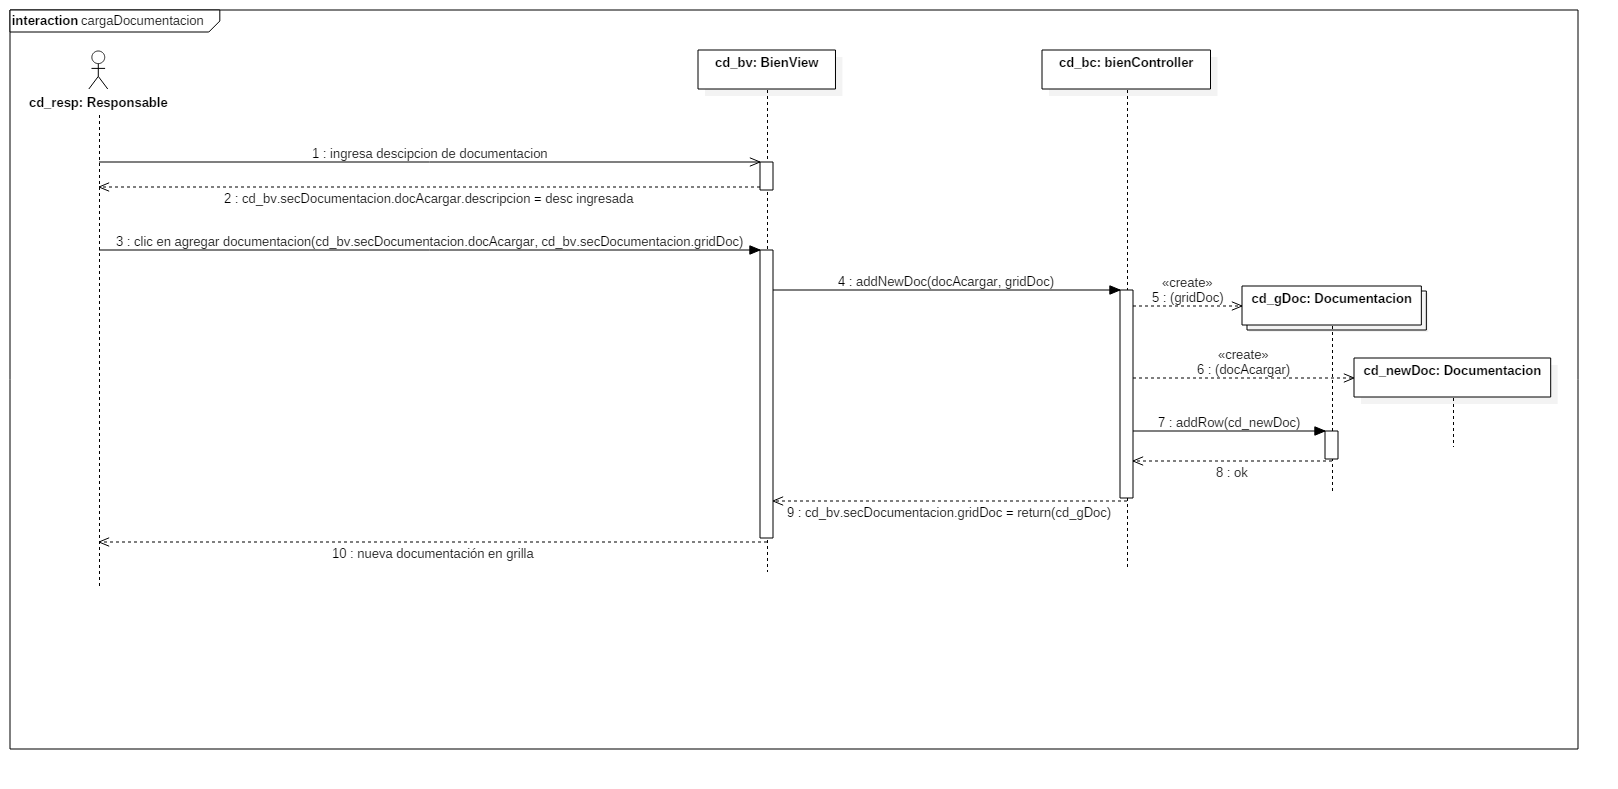 interaction cargaDocumentacion
cd_resp: Responsable
cd_bv: BienView
cd_bc: bienController
1 : ingresa descipcion de documentacion
2 : cd_bv.secDocumentacion.docAcargar.descripcion = desc ingresada
3 : clic en agregar documentacion(cd_bv.secDocumentacion.docAcargar, cd_bv.secDocumentacion.gridDoc)
4 : addNewDoc(docAcargar, gridDoc)
«create»
5 : (gridDoc)
cd_gDoc: Documentacion
«create»
6 : (docAcargar)
cd_newDoc: Documentacion
7 : addRow(cd_newDoc)
8 : ok
9 : cd_bv.secDocumentacion.gridDoc = return(cd_gDoc)
10 : nueva documentación en grilla